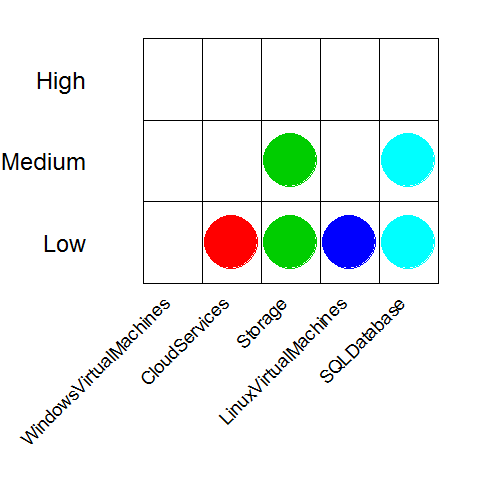 High
Medium
Low
WindowsVirtualMachines
CloudServices
Storage
LinuxVirtualMachines
SQLDatabase